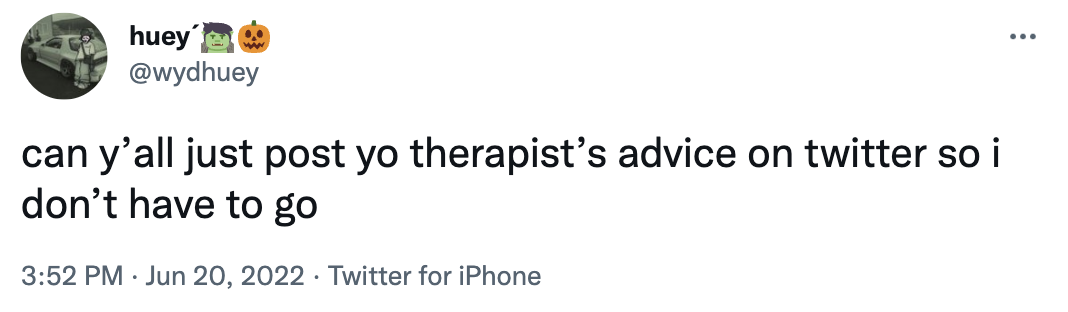 huey´🧟‍♂️🎃
@wydhuey
can y’all just post yo therapist’s advice on twitter so i
don’t have to go
3:52 PM · Jun 20, 2022 · Twitter for iPhone